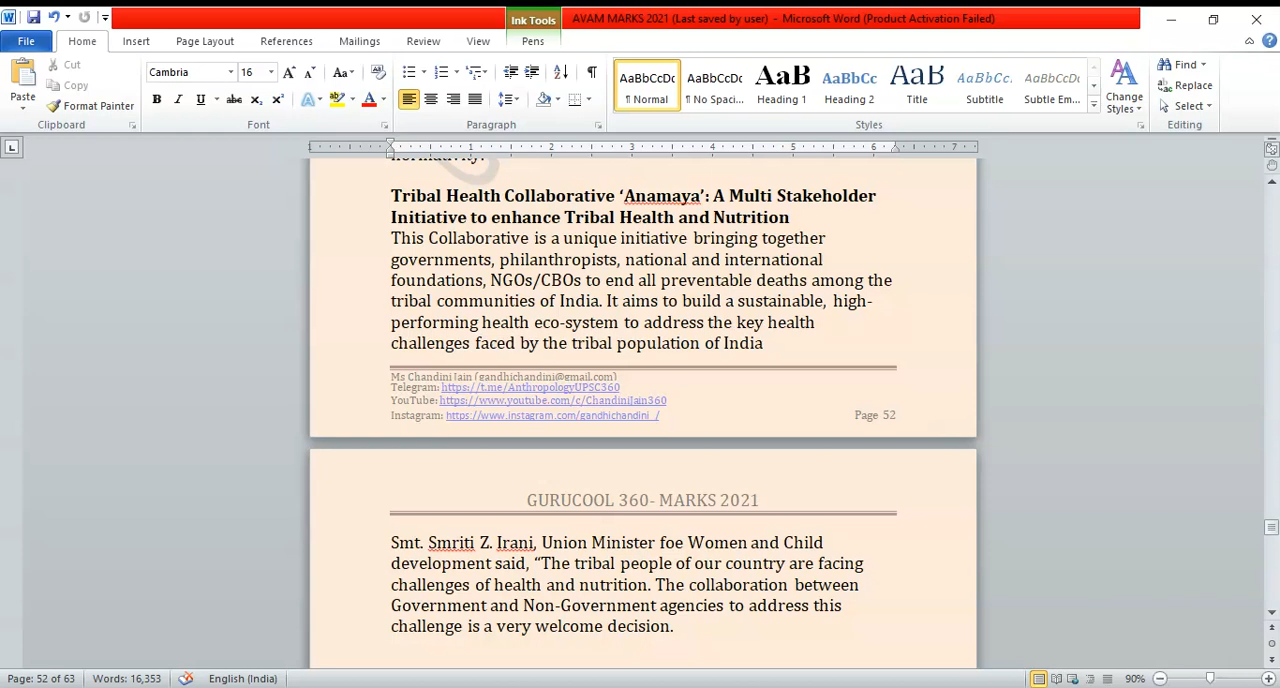 AVAM MARKS 2021 (Last saved by user) - Microsoft Word (Product Activation Failed)
Ink Tools
File Home Insert Page Layout References Mailings Review View Pens
Paste
Cut
Copy
Format Painter
Clipboard
Cambria 16
Font
Paragraph
AaBbCcDc AaBbCcDc AaB AaBbCc AaB AaBbCcD AaBbCcDc
¶ Normal ¶ No Spaci... Heading 1 Heading 2 Title Subtitle Subtle Em...
Styles
Change Styles
Find
Replace
Select
Editing
normativity.
Tribal Health Collaborative ‘Anamaya’: A Multi Stakeholder
Initiative to enhance Tribal Health and Nutrition
This Collaborative is a unique initiative bringing together
governments, philanthropists, national and international
foundations, NGOs/CBOs to end all preventable deaths among the
tribal communities of India. It aims to build a sustainable, high-
performing health eco-system to address the key health
challenges faced by the tribal population of India
Ms Chandini Jain (gandhichandini@gmail.com)
Telegram: https://t.me/AnthropologyUPSC360
YouTube: https://www.youtube.com/c/ChandiniJain360
Instagram: https://www.instagram.com/gandhichandini_/ Page 52
GURUCOOL 360- MARKS 2021
Smt. Smriti Z. Irani, Union Minister foe Women and Child
development said, “The tribal people of our country are facing
challenges of health and nutrition. The collaboration between
Government and Non-Government agencies to address this
challenge is a very welcome decision.
Page: 52 of 63 Words: 16,353 English (India) 90%